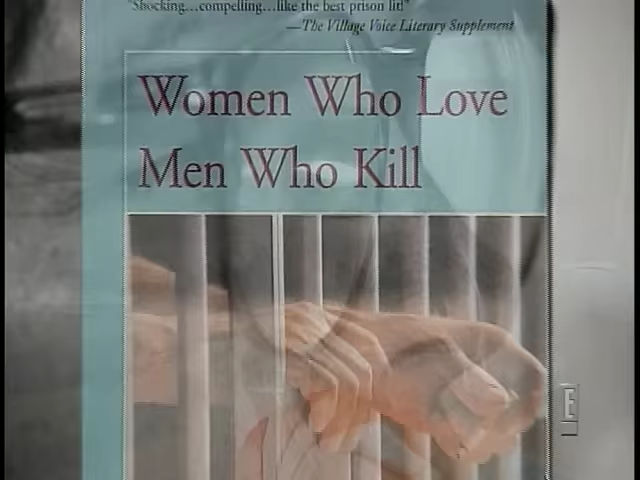 "Shocking...compelling...like the best prison lit!"
—The Village Voice Literary Supplement
Women Who Love
Men Who Kill
E